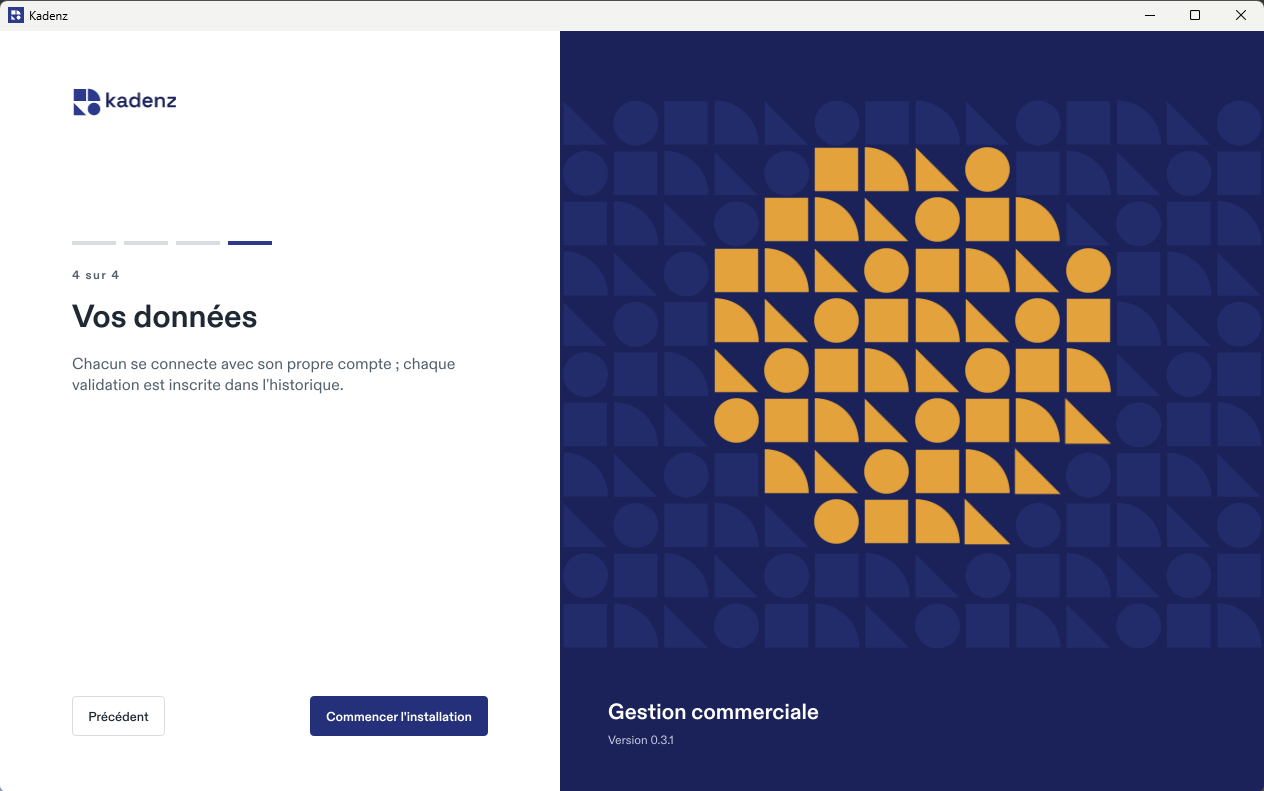 Kadenz
kadenz
4 sur 4
Vos données
Chacun se connecte avec son propre compte ; chaque
validation est inscrite dans l'historique.
Précédent
Commencer l'installation
Gestion commerciale
Version 0.3.1